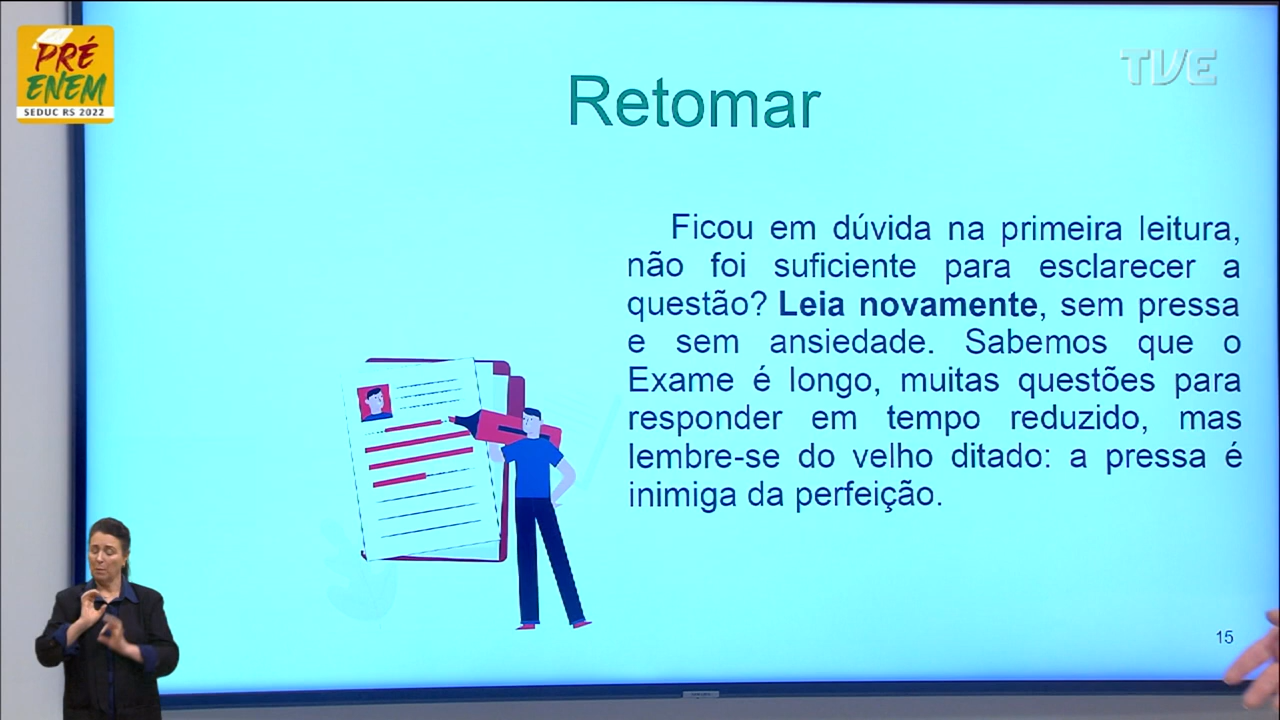 PRÉ
ENEM
SEDUC RS 2022
TVE
Retomar
Ficou em dúvida na primeira leitura,
não foi suficiente para esclarecer a
questão? Leia novamente, sem pressa
e sem ansiedade. Sabemos que o
Exame é longo, muitas questões para
responder em tempo reduzido, mas
lembre-se do velho ditado: a pressa é
inimiga da perfeição.
15